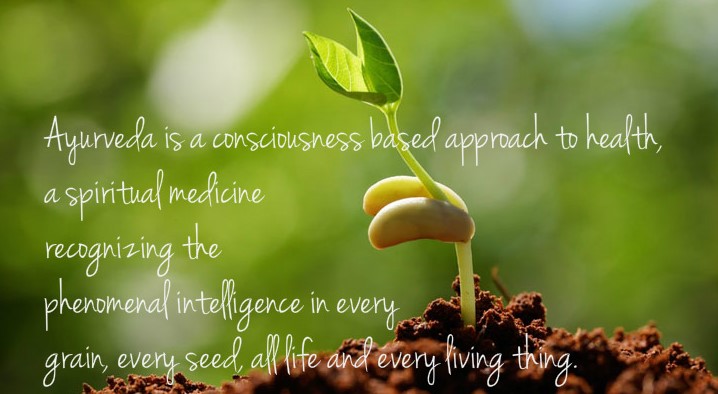 Ayurveda is a consciousness based approach to health,
a spiritual medicine
recognizing the
phenomenal intelligence in every
grain, every seed, all life and every living thing.